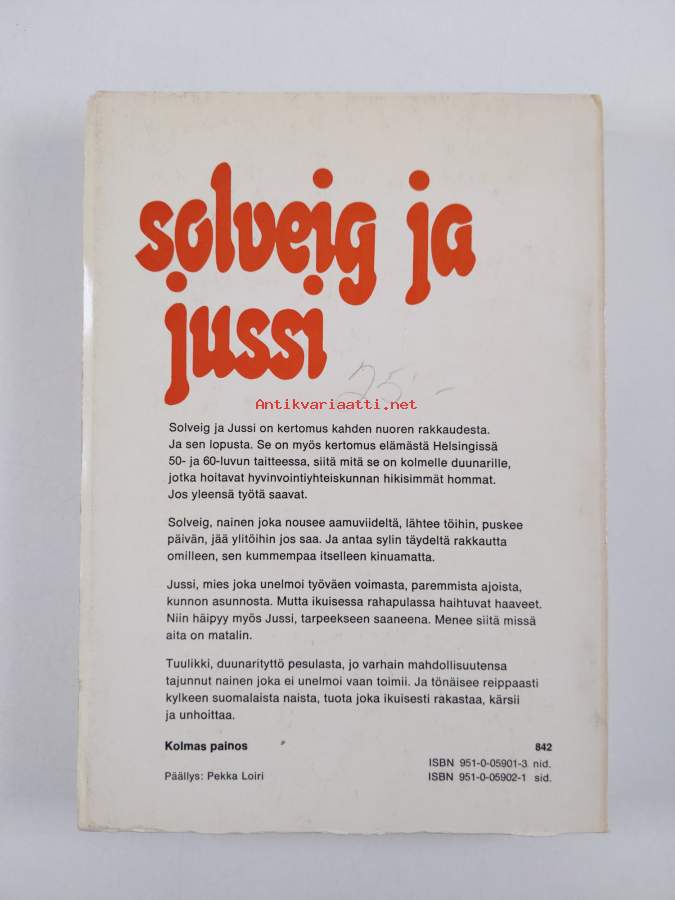 solveig ja
jussi
25:-
Antikvariaatti.net
Solveig ja Jussi on kertomus kahden nuoren rakkaudesta.
Ja sen lopusta. Se on myös kertomus elämästä Helsingissä
50- ja 60-luvun taitteessa, siitä mitä se on kolmelle duunarille,
jotka hoitavat hyvinvointiyhteiskunnan hikisimmät hommat.
Jos yleensä työtä saavat.
Solveig, nainen joka nousee aamuviideltä, lähtee töihin, puskee
päivän, jää ylitöihin jos saa. Ja antaa sylin täydeltä rakkautta
omilleen, sen kummempaa itselleen kinuamatta.
Jussi, mies joka unelmoi työväen voimasta, paremmista ajoista,
kunnon asunnosta. Mutta ikuisessa rahapulassa haihtuvat haaveet.
Niin häipyy myös Jussi, tarpeekseen saaneena. Menee siitä missä
aita on matalin.
Tuulikki, duunarityttö pesulasta, jo varhain mahdollisuutensa
tajunnut nainen joka ei unelmoi vaan toimii. Ja tönäisee reippaasti
kylkeen suomalaista naista, tuota joka ikuisesti rakastaa, kärsii
ja unhoittaa.
Kolmas painos 842
ISBN 951-0-05901-3 nid.
Päällys: Pekka Loiri ISBN 951-0-05902-1 sid.